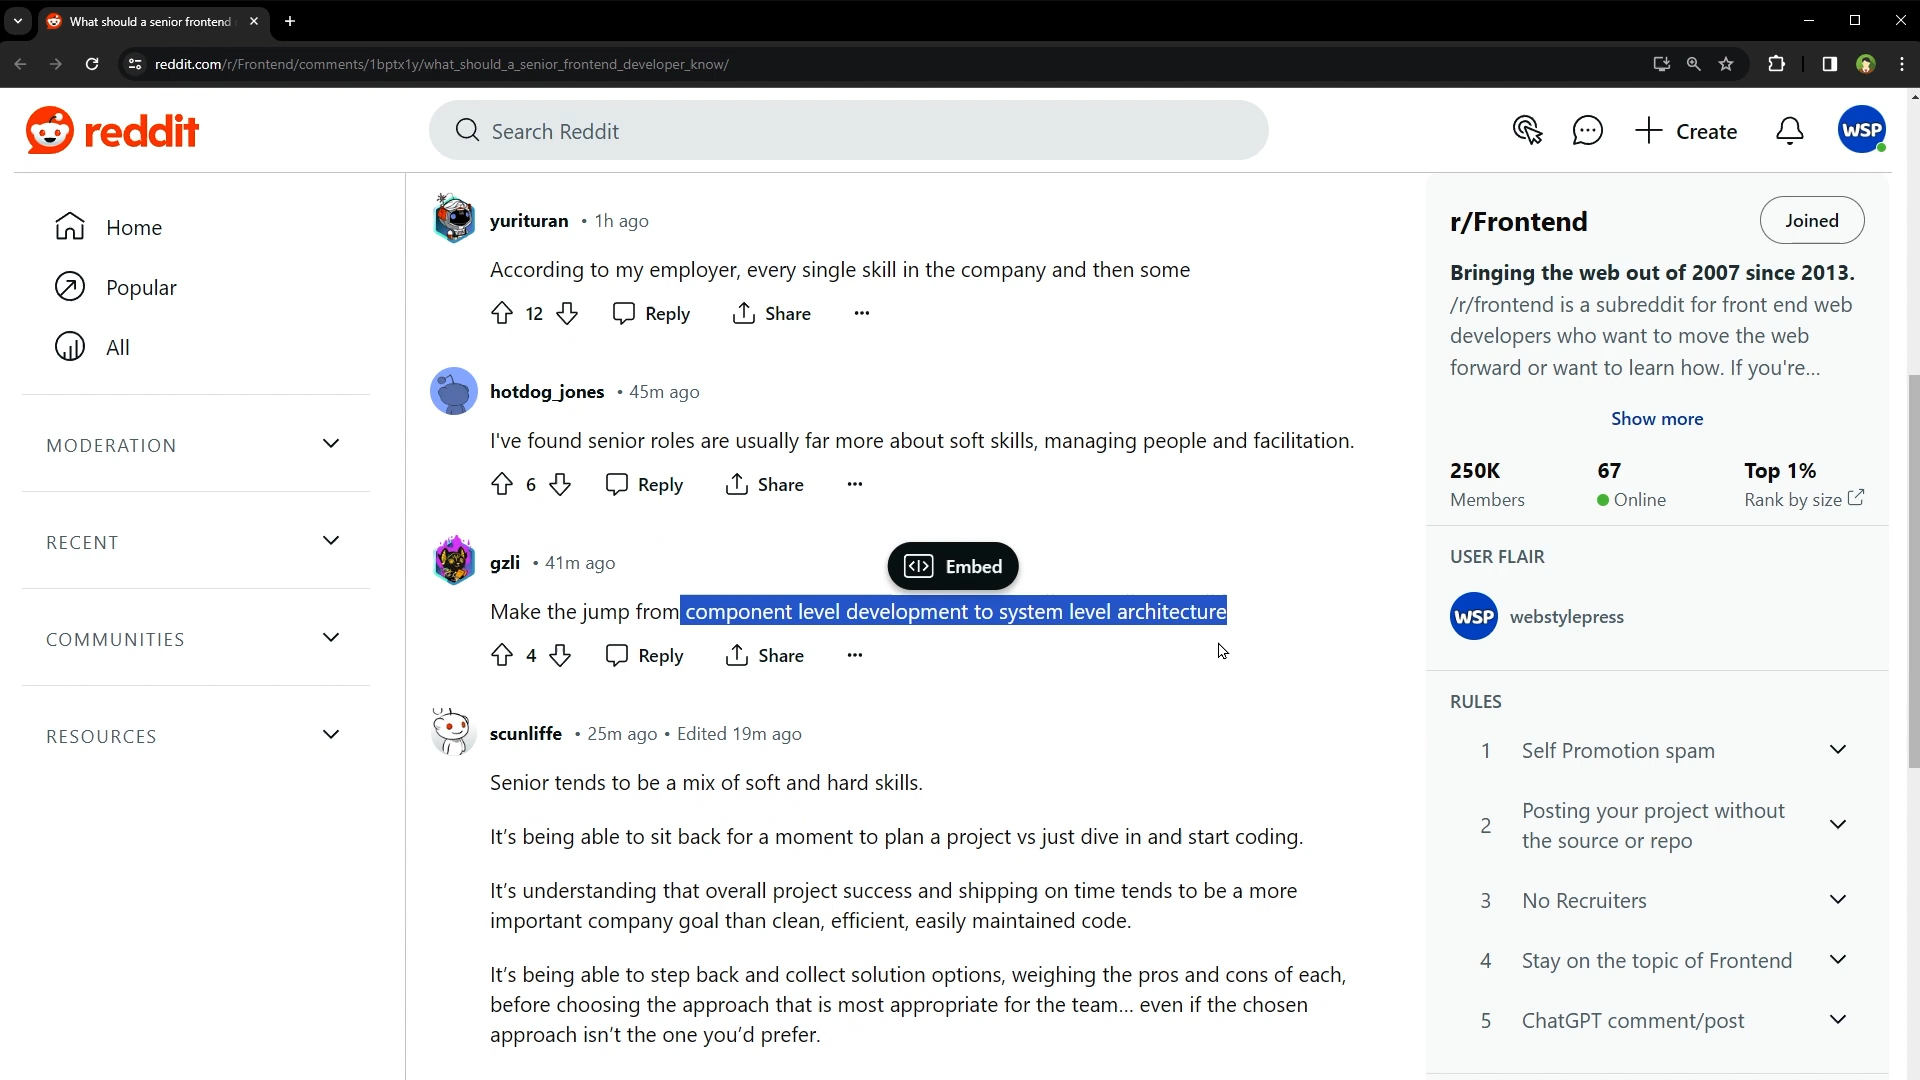 What should a senior frontend
reddit.com/r/Frontend/comments/1bptx1y/what_should_a_senior_frontend_developer_know/
reddit
Search Reddit
Create
WSP
Home
Popular
All
MODERATION
RECENT
COMMUNITIES
RESOURCES
yurituran • 1h ago
According to my employer, every single skill in the company and then some
12 Reply Share
hotdog_jones • 45m ago
I've found senior roles are usually far more about soft skills, managing people and facilitation.
6 Reply Share
gzli • 41m ago
Embed
Make the jump from component level development to system level architecture
4 Reply Share
scunliffe • 25m ago • Edited 19m ago
Senior tends to be a mix of soft and hard skills.
It’s being able to sit back for a moment to plan a project vs just dive in and start coding.
It’s understanding that overall project success and shipping on time tends to be a more
important company goal than clean, efficient, easily maintained code.
It’s being able to step back and collect solution options, weighing the pros and cons of each,
before choosing the approach that is most appropriate for the team... even if the chosen
approach isn’t the one you’d prefer.
r/Frontend Joined
Bringing the web out of 2007 since 2013.
/r/frontend is a subreddit for front end web
developers who want to move the web
forward or want to learn how. If you're...
Show more
250K 67 Top 1%
Members Online Rank by size
USER FLAIR
WSP webstylepress
RULES
1 Self Promotion spam
2 Posting your project without
the source or repo
3 No Recruiters
4 Stay on the topic of Frontend
5 ChatGPT comment/post